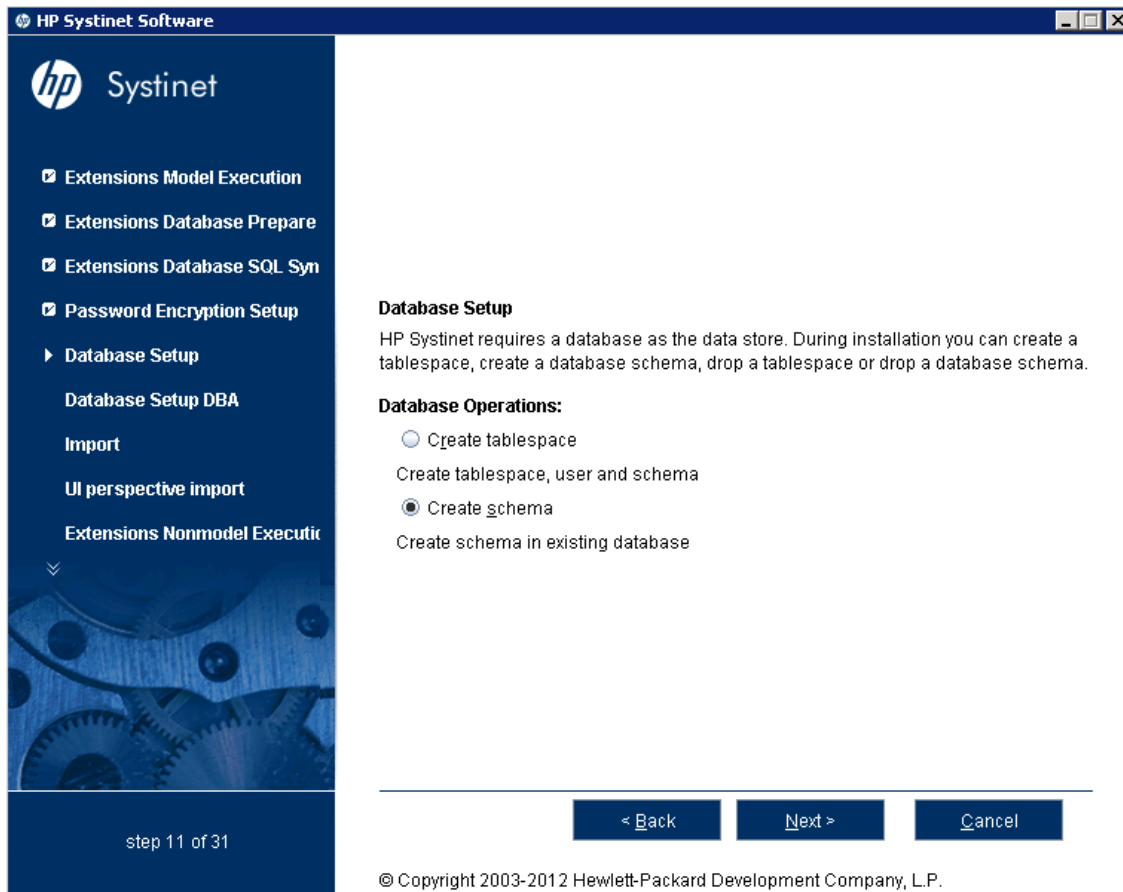 HP Systinet Software
hp Systinet
Extensions Model Execution
Extensions Database Prepare
Extensions Database SQL Syn
Password Encryption Setup
Database Setup
Database Setup DBA
Import
UI perspective import
Extensions Nonmodel Executic
step 11 of 31
Database Setup
HP Systinet requires a database as the data store. During installation you can create a
tablespace, create a database schema, drop a tablespace or drop a database schema.
Database Operations:
Create tablespace
Create tablespace, user and schema
Create schema
Create schema in existing database
< Back
Next >
Cancel
© Copyright 2003-2012 Hewlett-Packard Development Company, L.P.